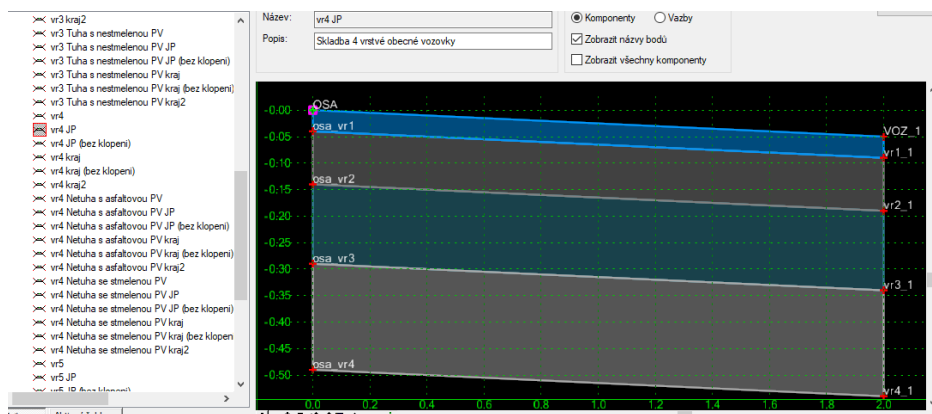 vr3 kraj2
vr3 Tuha s nestmelenou PV
vr3 Tuha s nestmelenou PV JP
vr3 Tuha s nestmelenou PV JP (bez klopeni)
vr3 Tuha s nestmelenou PV kraj
vr3 Tuha s nestmelenou PV kraj (bez klopeni)
vr3 Tuha s nestmelenou PV kraj2
vr4
vr4 JP
vr4 JP (bez klopeni)
vr4 kraj
vr4 kraj (bez klopeni)
vr4 kraj2
vr4 Netuha s asfaltovou PV
vr4 Netuha s asfaltovou PV JP
vr4 Netuha s asfaltovou PV JP (bez klopeni)
vr4 Netuha s asfaltovou PV kraj
vr4 Netuha s asfaltovou PV kraj (bez klopeni)
vr4 Netuha s asfaltovou PV kraj2
vr4 Netuha se stmelenou PV
vr4 Netuha se stmelenou PV JP
vr4 Netuha se stmelenou PV JP (bez klopeni)
vr4 Netuha se stmelenou PV kraj
vr4 Netuha se stmelenou PV kraj (bez klopen
vr4 Netuha se stmelenou PV kraj2
vr5
vr5 JP
Název: vr4 JP
Popis: Skladba 4 vrstvé obecné vozovky
Komponenty Vazby
Zobrazit názvy bodů
Zobrazit všechny komponenty
OSA
-0.00
osa_vr1
VOZ_1
-0.05
vr1_1
-0.10
osa_vr2
-0.15
vr2_1
-0.20
-0.25
osa_vr3
-0.30
vr3_1
-0.35
-0.40
-0.45
osa_vr4
-0.50
vr4_1
0.0 0.2 0.4 0.6 0.8 1.0 1.2 1.4 1.6 1.8 2.0